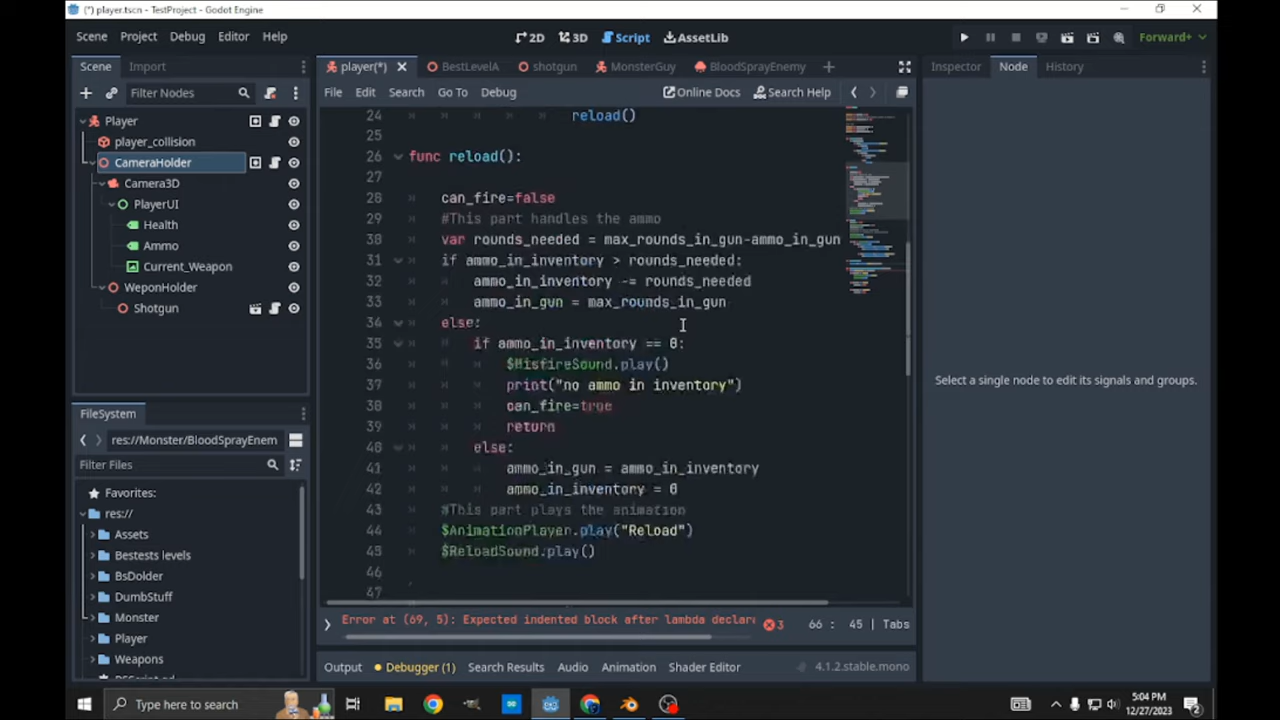 (*) player.tscn - TestProject - Godot Engine
Scene Project Debug Editor Help
2D 3D Script AssetLib
Forward+
Scene Import
player(*) BestLevelA shotgun MonsterGuy BloodSprayEnemy
Inspector Node History
Filter Nodes
File Edit Search Go To Debug
Online Docs Search Help
Player
player_collision
CameraHolder
Camera3D
PlayerUI
Health
Ammo
Current_Weapon
WeponHolder
Shotgun
24 reload()
25
26 func reload():
27
28 can_fire=false
29 #This part handles the ammo
30 var rounds_needed = max_rounds_in_gun-ammo_in_gun
31 if ammo_in_inventory > rounds_needed:
32 ammo_in_inventory -= rounds_needed
33 ammo_in_gun = max_rounds_in_gun
34 else:
35 if ammo_in_inventory == 0:
36 $MisfireSound.play()
37 print("no ammo in inventory")
38 can_fire=true
39 return
40 else:
41 ammo_in_gun = ammo_in_inventory
42 ammo_in_inventory = 0
43 #This part plays the animation
44 $AnimationPlayer.play("Reload")
45 $ReloadSound.play()
46
47
Select a single node to edit its signals and groups.
FileSystem
res://Monster/BloodSprayEnem
Filter Files
Favorites:
res://
Assets
Bestests levels
BsDolder
DumbStuff
Monster
Player
Weapons
Error at (69, 5): Expected indented block after lambda declar
3 66 : 45 | Tabs
Output Debugger (1) Search Results Audio Animation Shader Editor 4.1.2.stable.mono
Type here to search
5:04 PM
12/27/2023
2